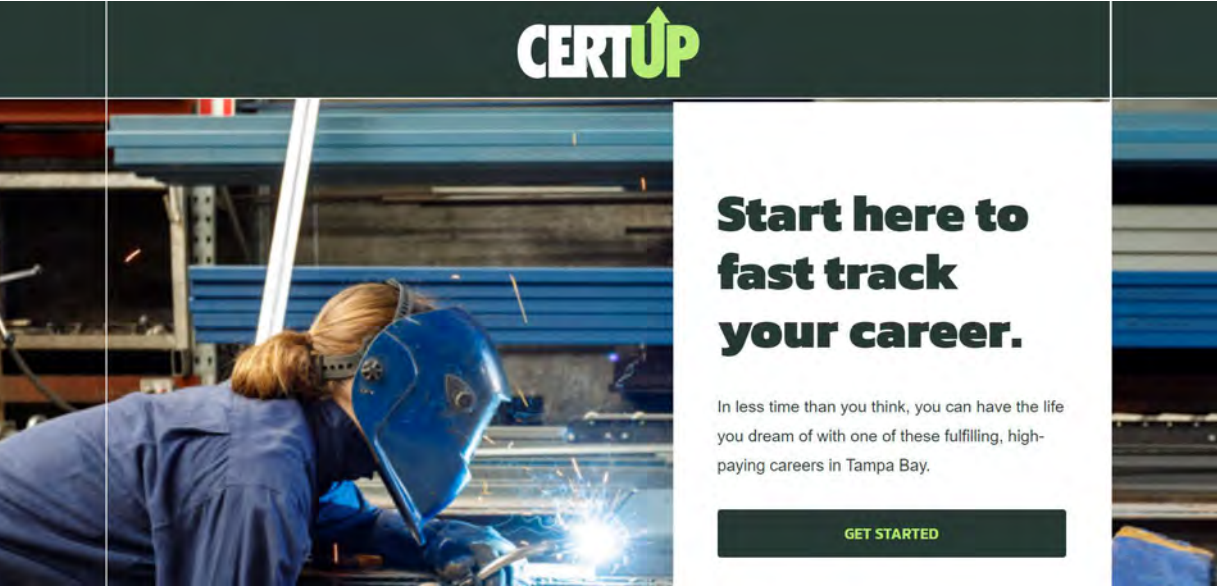 CERTUP
Start here to
fast track
your career.
In less time than you think, you can have the life
you dream of with one of these fulfilling, high-
paying careers in Tampa Bay.
GET STARTED